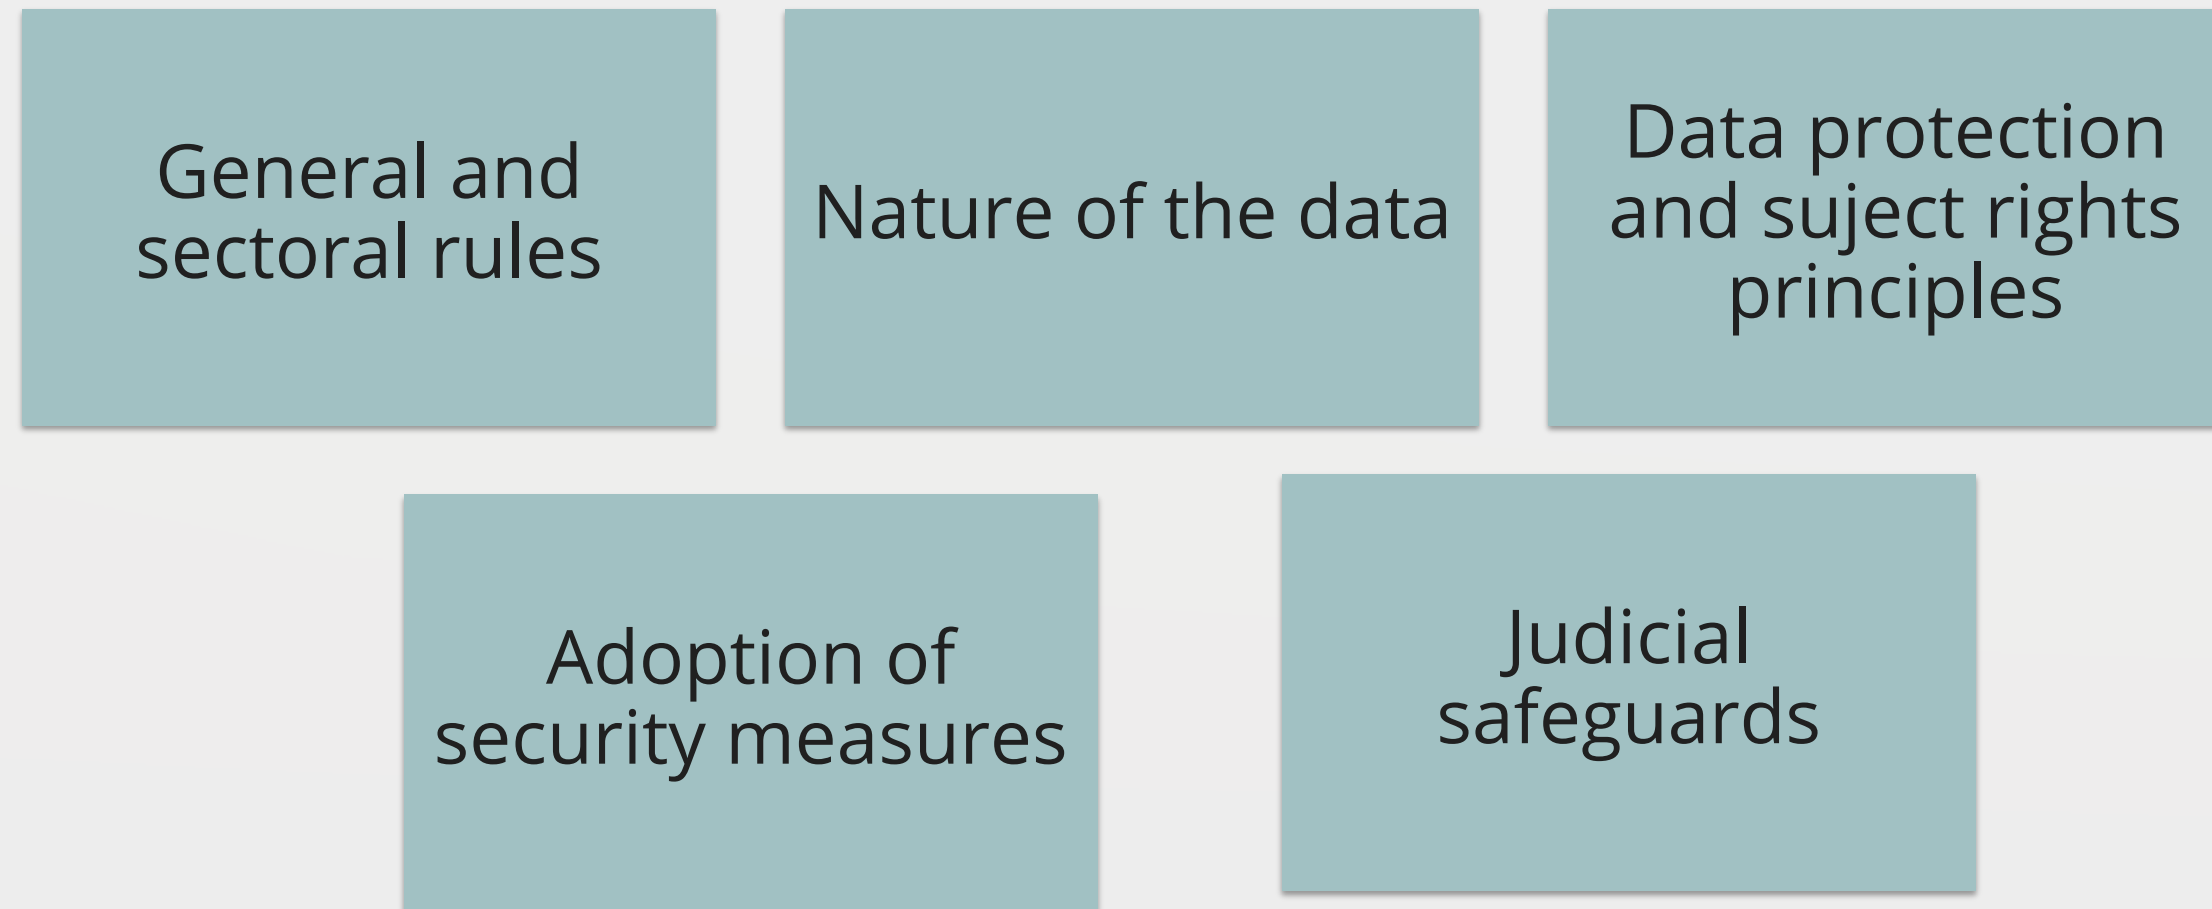 General and
sectoral rules
Nature of the data
Data protection
and suject rights
principles
Adoption of
security measures
Judicial
safeguards